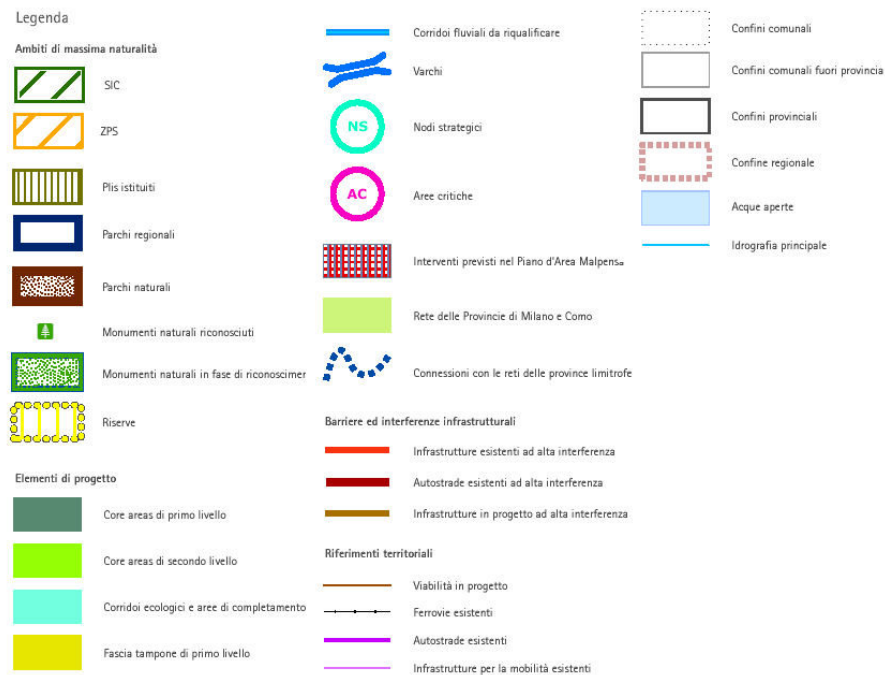 Legenda
Ambiti di massima naturalità
SIC
ZPS
Plis istituiti
Parchi regionali
Parchi naturali
Monumenti naturali riconosciuti
Monumenti naturali in fase di riconoscimer
Riserve
Elementi di progetto
Core areas di primo livello
Core areas di secondo livello
Corridoi ecologici e aree di completamento
Fascia tampone di primo livello
Corridoi fluviali da riqualificare
Varchi
NS
Nodi strategici
AC
Aree critiche
Interventi previsti nel Piano d'Area Malpensa
Rete delle Provincie di Milano e Como
Connessioni con le reti delle province limitrofe
Barriere ed interferenze infrastrutturali
Infrastrutture esistenti ad alta interferenza
Autostrade esistenti ad alta interferenza
Infrastrutture in progetto ad alta interferenza
Riferimenti territoriali
Viabilità in progetto
Ferrovie esistenti
Autostrade esistenti
Infrastrutture per la mobilità esistenti
Confini comunali
Confini comunali fuori provincia
Confini provinciali
Confine regionale
Acque aperte
Idrografia principale